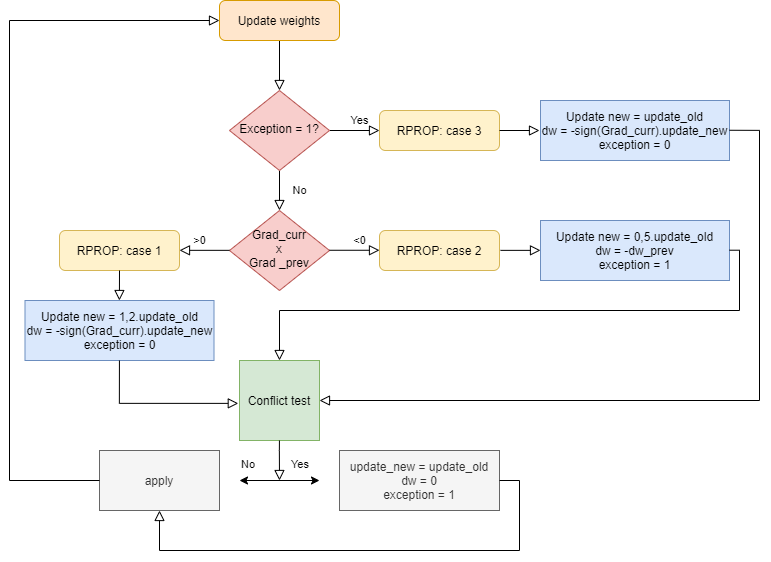 Update weights
Exception = 1?
Yes
RPROP: case 3
Update new = update_old
dw = -sign(Grad_curr).update_new
exception = 0
No
RPROP: case 1
>0
Grad_curr
x
Grad _prev
<0
RPROP: case 2
Update new = 0,5.update_old
dw = -dw_prev
exception = 1
Update new = 1,2.update_old
dw = -sign(Grad_curr).update_new
exception = 0
Conflict test
No
Yes
apply
update_new = update_old
dw = 0
exception = 1